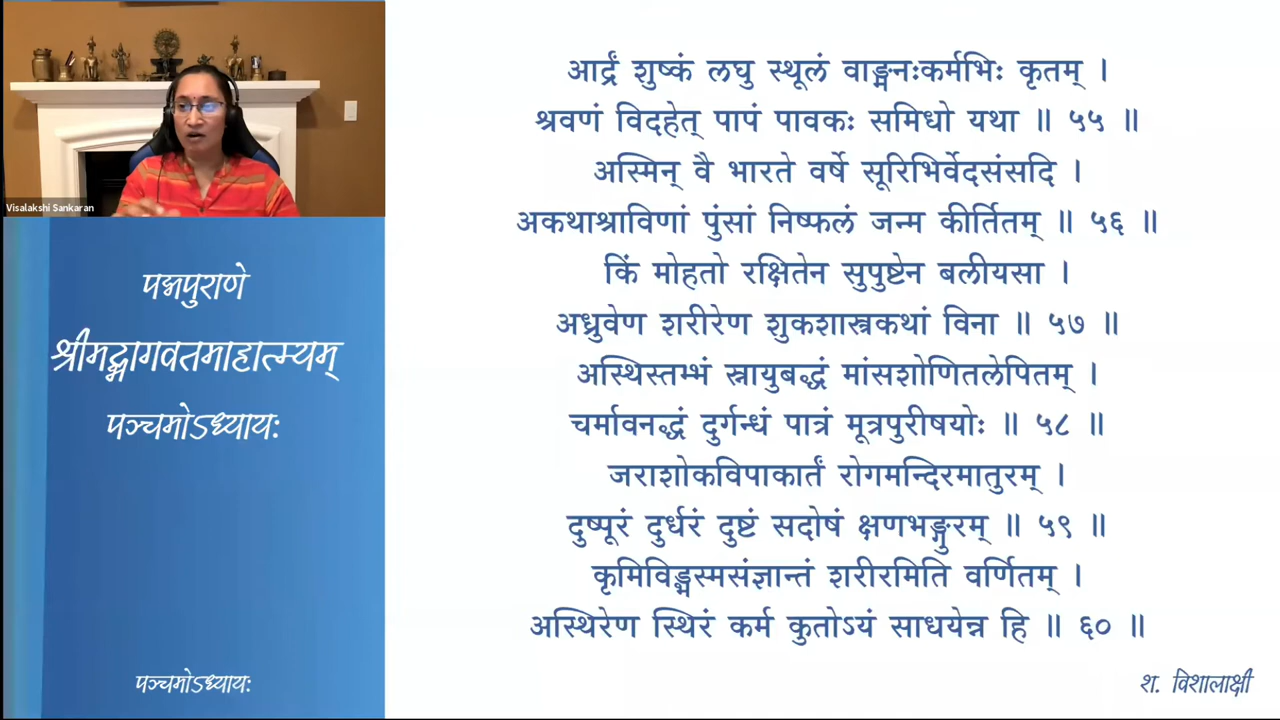 Visalakshi Sankaran
पद्मपुराणे
श्रीमद्भागवतमाहात्म्यम्
पञ्चमोऽध्यायः
पञ्चमोऽध्यायः
आर्द्रं शुष्कं लघु स्थूलं वाङ्मनःकर्मभिः कृतम् ।
श्रवणं विदहेत् पापं पावकः समिधो यथा ॥ ५५ ॥
अस्मिन् वै भारते वर्षे सूरिभिर्वेदसंसदि ।
अकथाश्राविणां पुंसां निष्फलं जन्म कीर्तितम् ॥ ५६ ॥
किं मोहतो रक्षितेन सुपुष्टेन बलीयसा ।
अध्रुवेण शरीरेण शुकशास्त्रकथां विना ॥ ५७ ॥
अस्थिस्तम्भं स्नायुबद्धं मांसशोणितलेपितम् ।
चर्मावनद्धं दुर्गन्धं पात्रं मूत्रपुरीषयोः ॥ ५८ ॥
जराशोकविपाकार्तं रोगमन्दिरमातुरम् ।
दुष्पूरं दुर्धरं दुष्टं सदोषं क्षणभङ्गुरम् ॥ ५९ ॥
कृमिविड्भस्मसंज्ञान्तं शरीरमिति वर्णितम् ।
अस्थिरेण स्थिरं कर्म कुतोऽयं साधयेन्न हि ॥ ६० ॥
श. विशालाक्षी